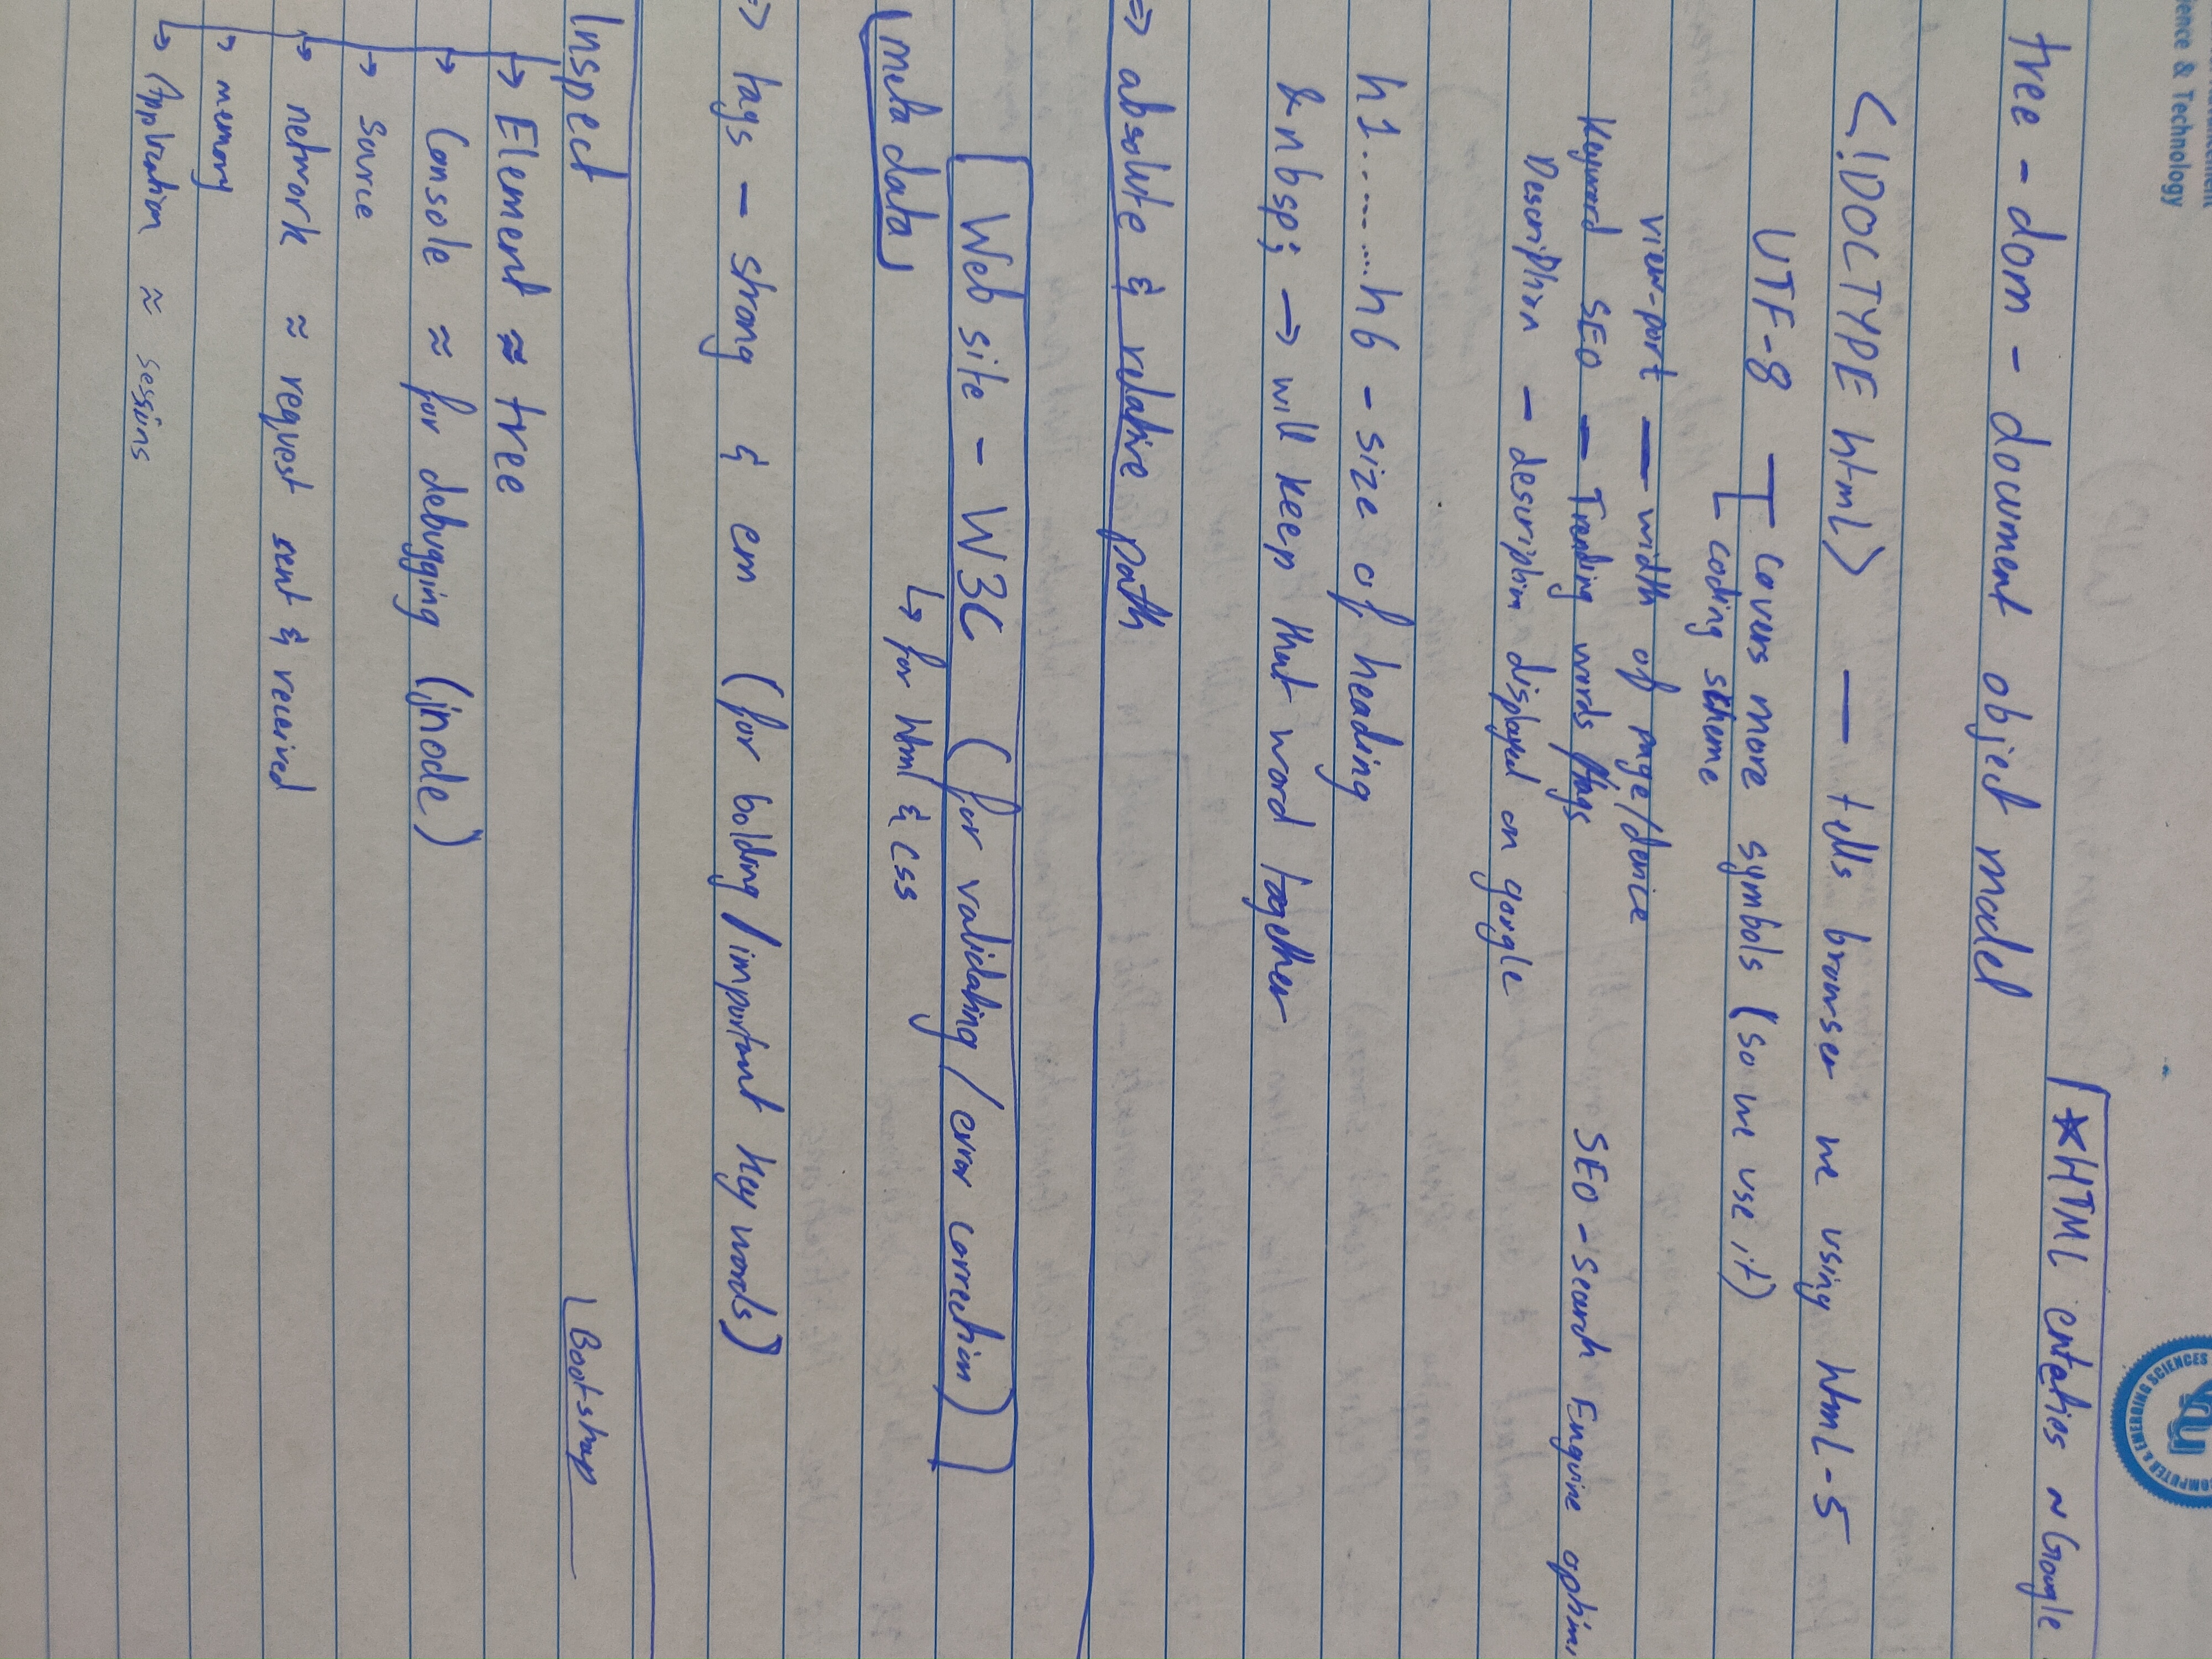 ience & Technology
COMPUTER & EMERGING SCIENCES
nu
*HTML enteties ~ Google
tree - dom - document object model
<!DOCTYPE html> — tells browser we using html-5
UTF-8 — covers more symbols (so we use it)
coding scheme
view-port — width of page/device
Keyword SEO — Trending words /tags SEO - Search Enguine optimi
Description — description displayed on google
h1.........h6 - size of heading
&nbsp; → will keep that word together
⇒ absolute & relative path
Web site - W3C (for validating / error correction)
meta data ↳ for html & css
⇒ tags — strong & em (for bolding / important key words)
Inspect Bootstrap
→ Element ≈ tree
→ Console ≈ for debugging (jnode)
→ source
→ network ≈ request sent & received
→ memory
↳ Application ≈ sessions